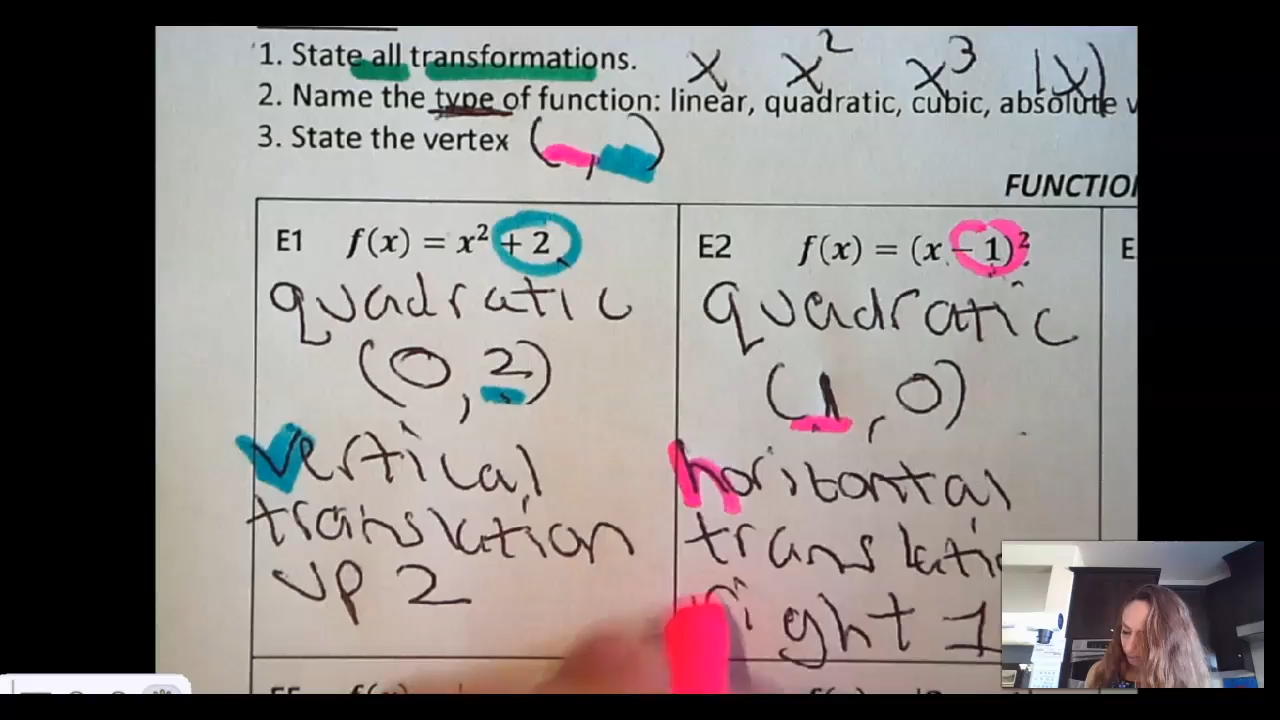 1. State all transformations. x x² x³ |x|
2. Name the type of function: linear, quadratic, cubic, absolute v
3. State the vertex ( , )
FUNCTIO
E1 f(x) = x² + 2
quadratic
(0, 2)
vertical
translation
up 2
E2 f(x) = (x − 1)²
quadratic
(1, 0)
horizontal
translatio
right 1
E